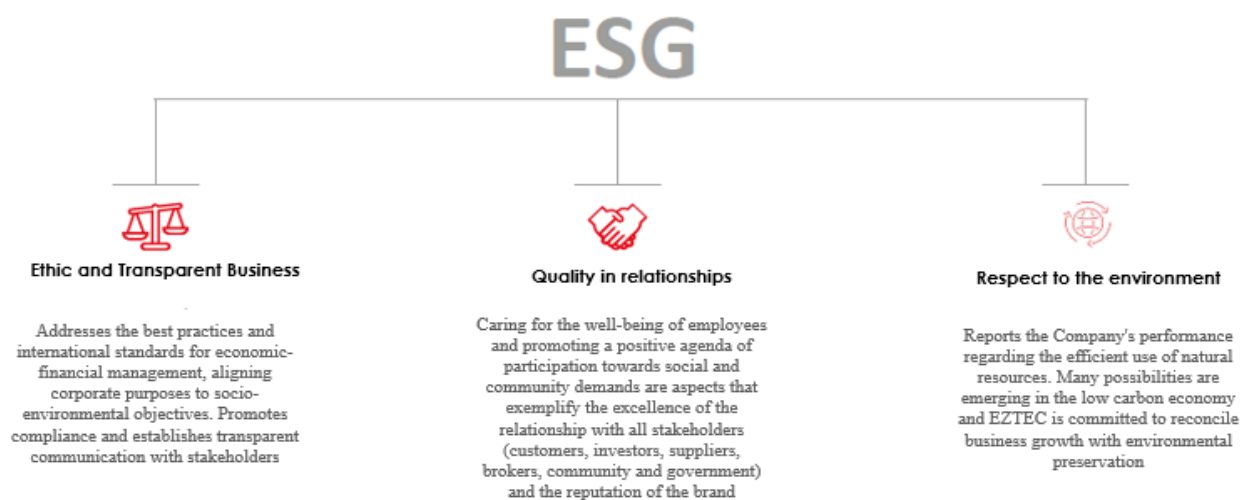 ESG
Ethic and Transparent Business
Addresses the best practices and
international standards for economic-
financial management, aligning
corporate purposes to socio-
environmental objectives. Promotes
compliance and establishes transparent
communication with stakeholders
Quality in relationships
Caring for the well-being of employees
and promoting a positive agenda of
participation towards social and
community demands are aspects that
exemplify the excellence of the
relationship with all stakeholders
(customers, investors, suppliers,
brokers, community and government)
and the reputation of the brand
Respect to the environment
Reports the Company's performance
regarding the efficient use of natural
resources. Many possibilities are
emerging in the low carbon economy
and EZTEC is committed to reconcile
business growth with environmental
preservation